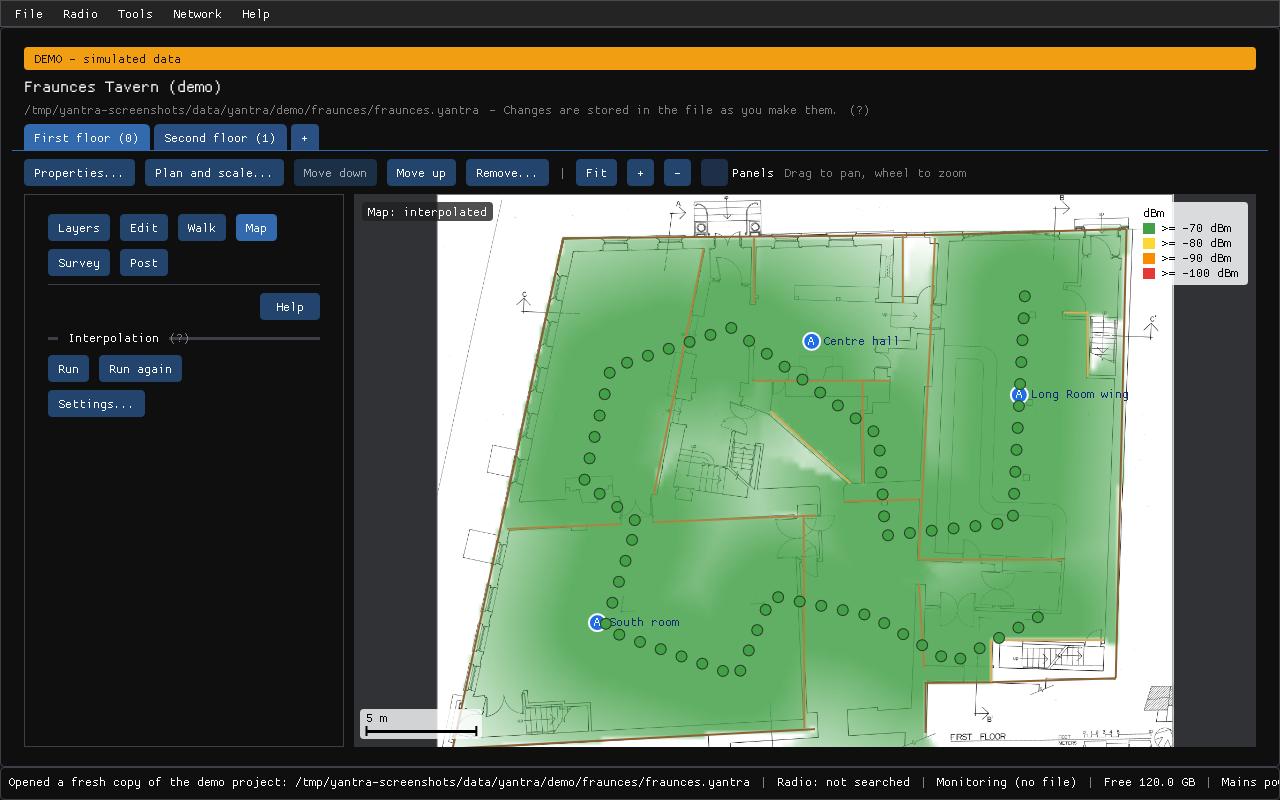 File Radio Tools Network Help
DEMO - simulated data
Fraunces Tavern (demo)
/tmp/yantra-screenshots/data/yantra/demo/fraunces/fraunces.yantra - Changes are stored in the file as you make them. (?)
First floor (0) Second floor (1) +
Properties... Plan and scale... Move down Move up Remove... | Fit + - Panels Drag to pan, wheel to zoom
Layers Edit Walk Map
Survey Post
Help
Interpolation (?)
Run Run again
Settings...
Map: interpolated
A
B
dBm
>= -70 dBm
>= -80 dBm
>= -90 dBm
>= -100 dBm
C
C'
A Centre hall
A Long Room wing
A South room
UP
5 m
B'
FIRST FLOOR
FEET
METERS
Opened a fresh copy of the demo project: /tmp/yantra-screenshots/data/yantra/demo/fraunces/fraunces.yantra | Radio: not searched | Monitoring (no file) | Free 120.0 GB | Mains po